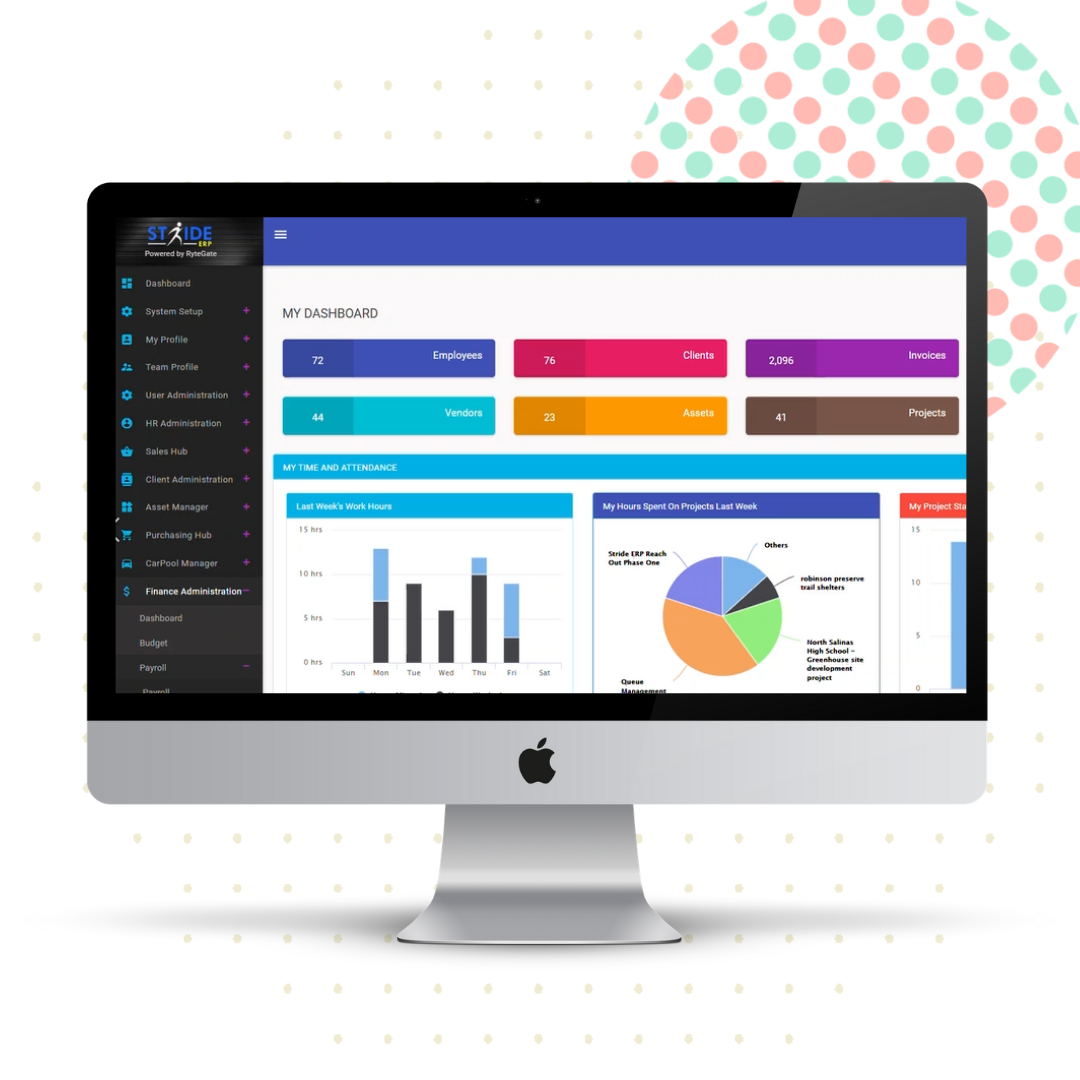 STRIDE
ERP
Powered by RyteGate
Dashboard
System Setup
My Profile
Team Profile
User Administration
HR Administration
Sales Hub
Client Administration
Asset Manager
Purchasing Hub
CarPool Manager
Finance Administration
Dashboard
Budget
Payroll
Payroll
MY DASHBOARD
72 Employees
76 Clients
2,096 Invoices
44 Vendors
23 Assets
41 Projects
MY TIME AND ATTENDANCE
Last Week's Work Hours
15 hrs
10 hrs
5 hrs
0 hrs
Sun Mon Tue Wed Thu Fri Sat
My Hours Spent On Projects Last Week
Others
Stride ERP Reach
Out Phase One
robinson preserve
trail shelters
North Salinas
High School –
Greenhouse site
development
project
Queue
Management
My Project Sta
15
10
5
0